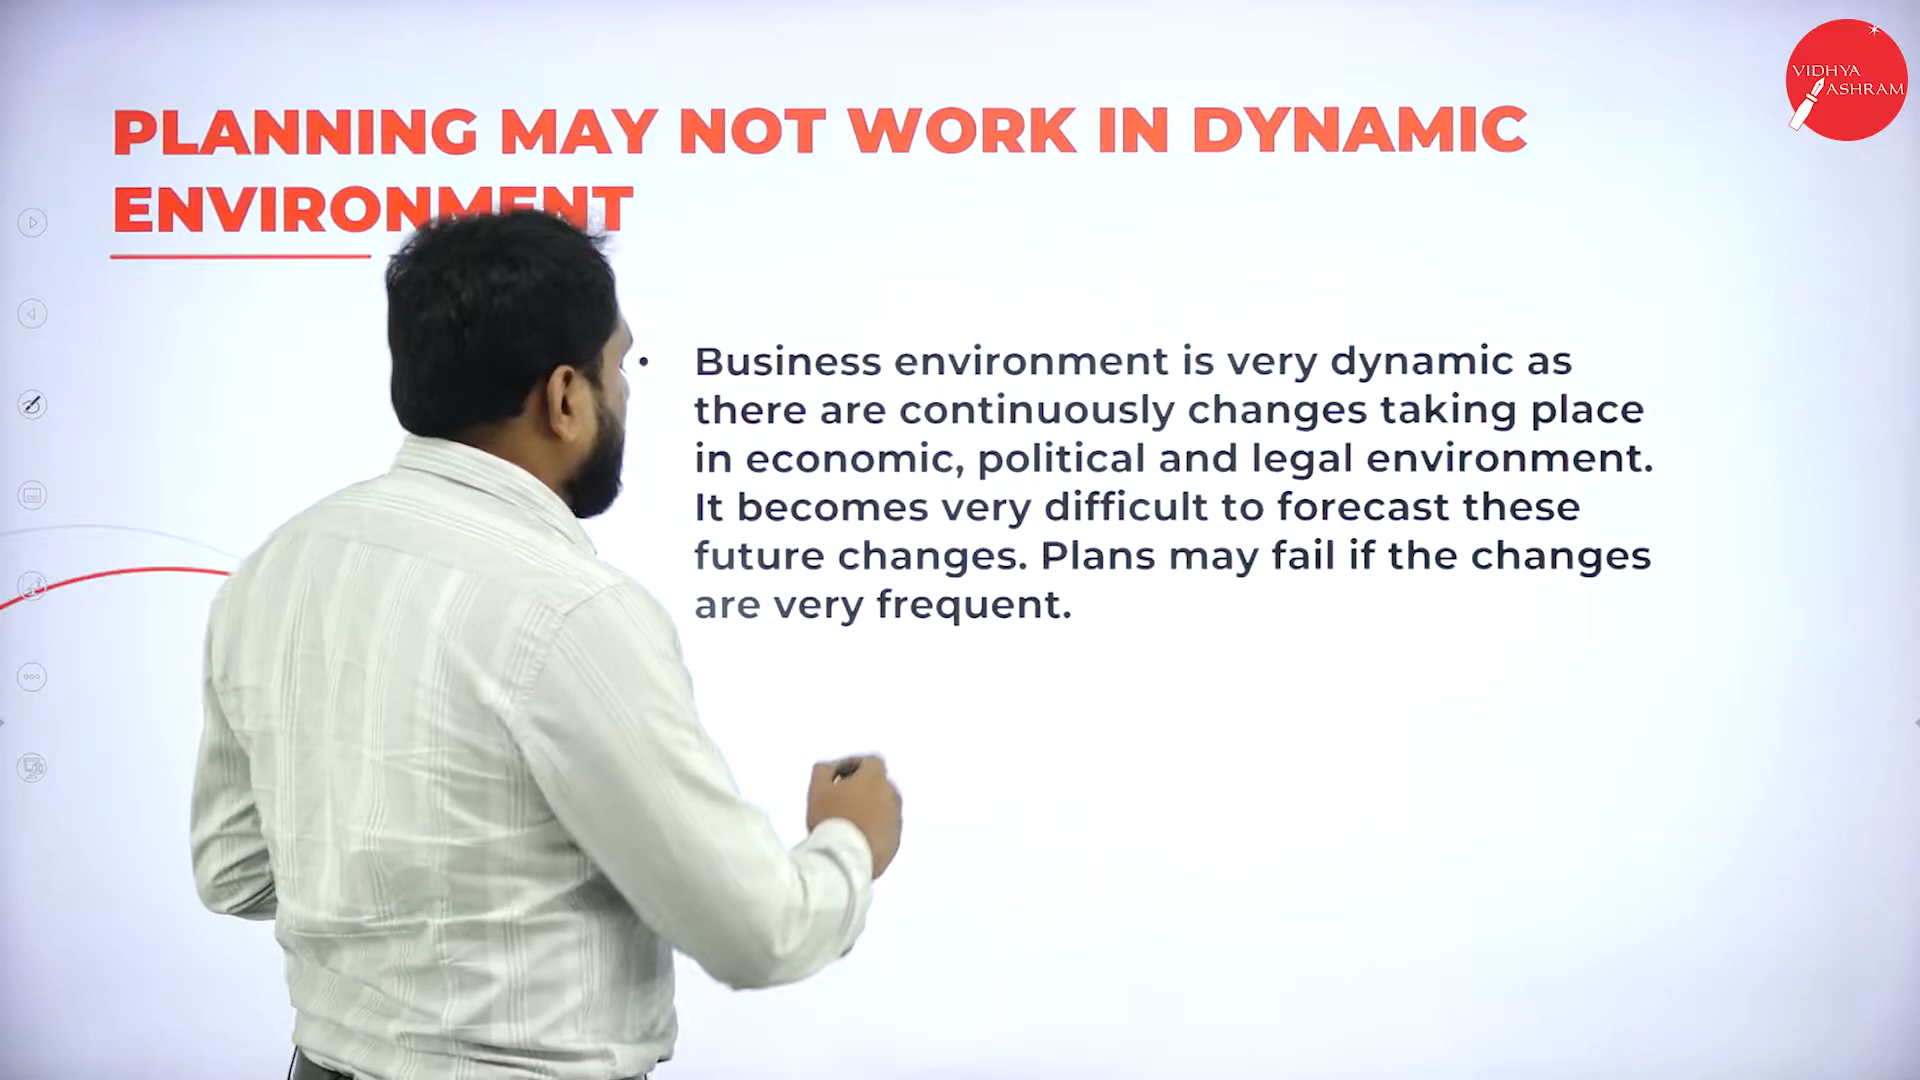 VIDHYA
ASHRAM
PLANNING MAY NOT WORK IN DYNAMIC
ENVIRONMENT
• Business environment is very dynamic as
there are continuously changes taking place
in economic, political and legal environment.
It becomes very difficult to forecast these
future changes. Plans may fail if the changes
are very frequent.